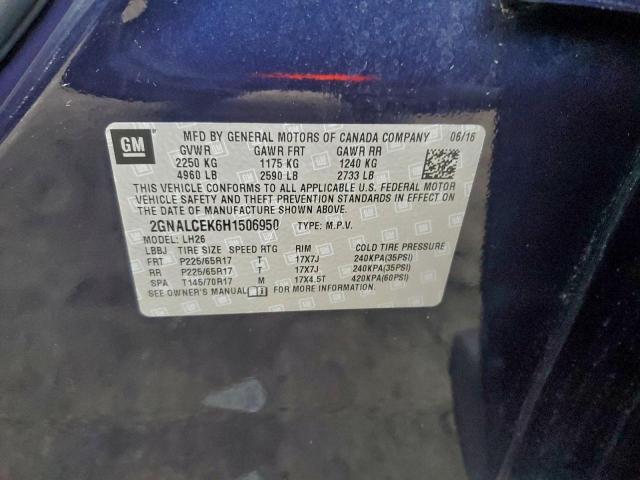 GM
MFD BY GENERAL MOTORS OF CANADA COMPANY 06/16
GVWR GAWR FRT GAWR RR
2250 KG 1175 KG 1240 KG
4960 LB 2590 LB 2733 LB
THIS VEHICLE CONFORMS TO ALL APPLICABLE U.S. FEDERAL MOTOR
VEHICLE SAFETY AND THEFT PREVENTION STANDARDS IN EFFECT ON
THE DATE OF MANUFACTURE SHOWN ABOVE.
2GNALCEK6H1506950 TYPE: M.P.V.
MODEL: LH26
LBBJ TIRE SIZE SPEED RTG RIM COLD TIRE PRESSURE
FRT P225/65R17 T 17X7J 240KPA(35PSI)
RR P225/65R17 T 17X7J 240KPA(35PSI)
SPA T145/70R17 M 17X4.5T 420KPA(60PSI)
SEE OWNER'S MANUAL FOR MORE INFORMATION.